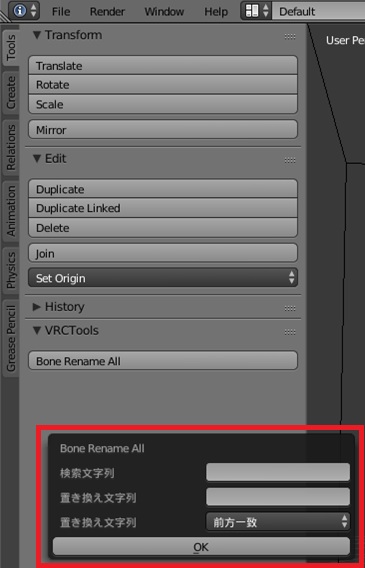 File Render Window Help Default
Tools
Create
Relations
Animation
Physics
Grease Pencil
Transform
User Pe
Translate
Rotate
Scale
Mirror
Edit
Duplicate
Duplicate Linked
Delete
Join
Set Origin
History
VRCTools
Bone Rename All
Bone Rename All
検索文字列
置き換え文字列
置き換え文字列 前方一致
OK